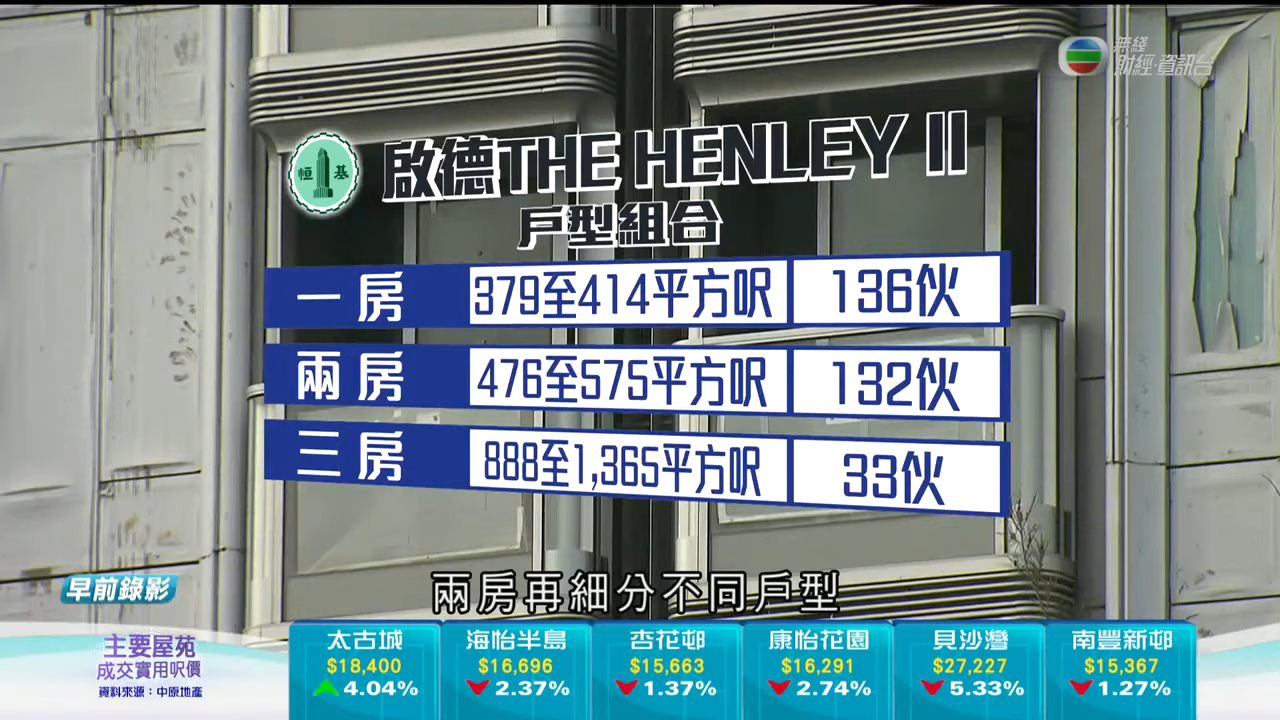 無綫
財經·資訊台
恒基
啟德THE HENLEY II
戶型組合
一房 379至414平方呎 136伙
兩房 476至575平方呎 132伙
三房 888至1,365平方呎 33伙
兩房再細分不同戶型
早前錄影
主要屋苑
成交實用呎價
資料來源：中原地產
太古城
$18,400
4.04%
海怡半島
$16,696
2.37%
杏花邨
$15,663
1.37%
康怡花園
$16,291
2.74%
貝沙灣
$27,227
5.33%
南豐新邨
$15,367
1.27%